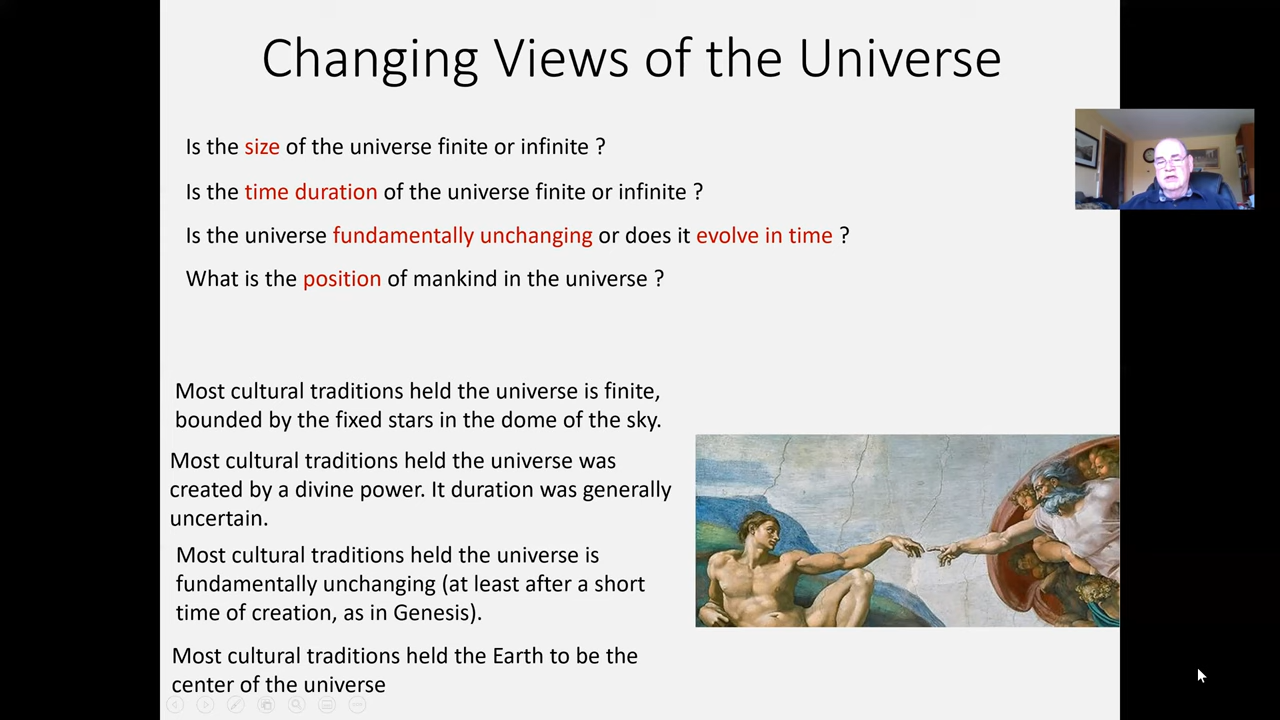 Changing Views of the Universe
Is the size of the universe finite or infinite ?
Is the time duration of the universe finite or infinite ?
Is the universe fundamentally unchanging or does it evolve in time ?
What is the position of mankind in the universe ?
Most cultural traditions held the universe is finite,
bounded by the fixed stars in the dome of the sky.
Most cultural traditions held the universe was
created by a divine power. It duration was generally
uncertain.
Most cultural traditions held the universe is
fundamentally unchanging (at least after a short
time of creation, as in Genesis).
Most cultural traditions held the Earth to be the
center of the universe